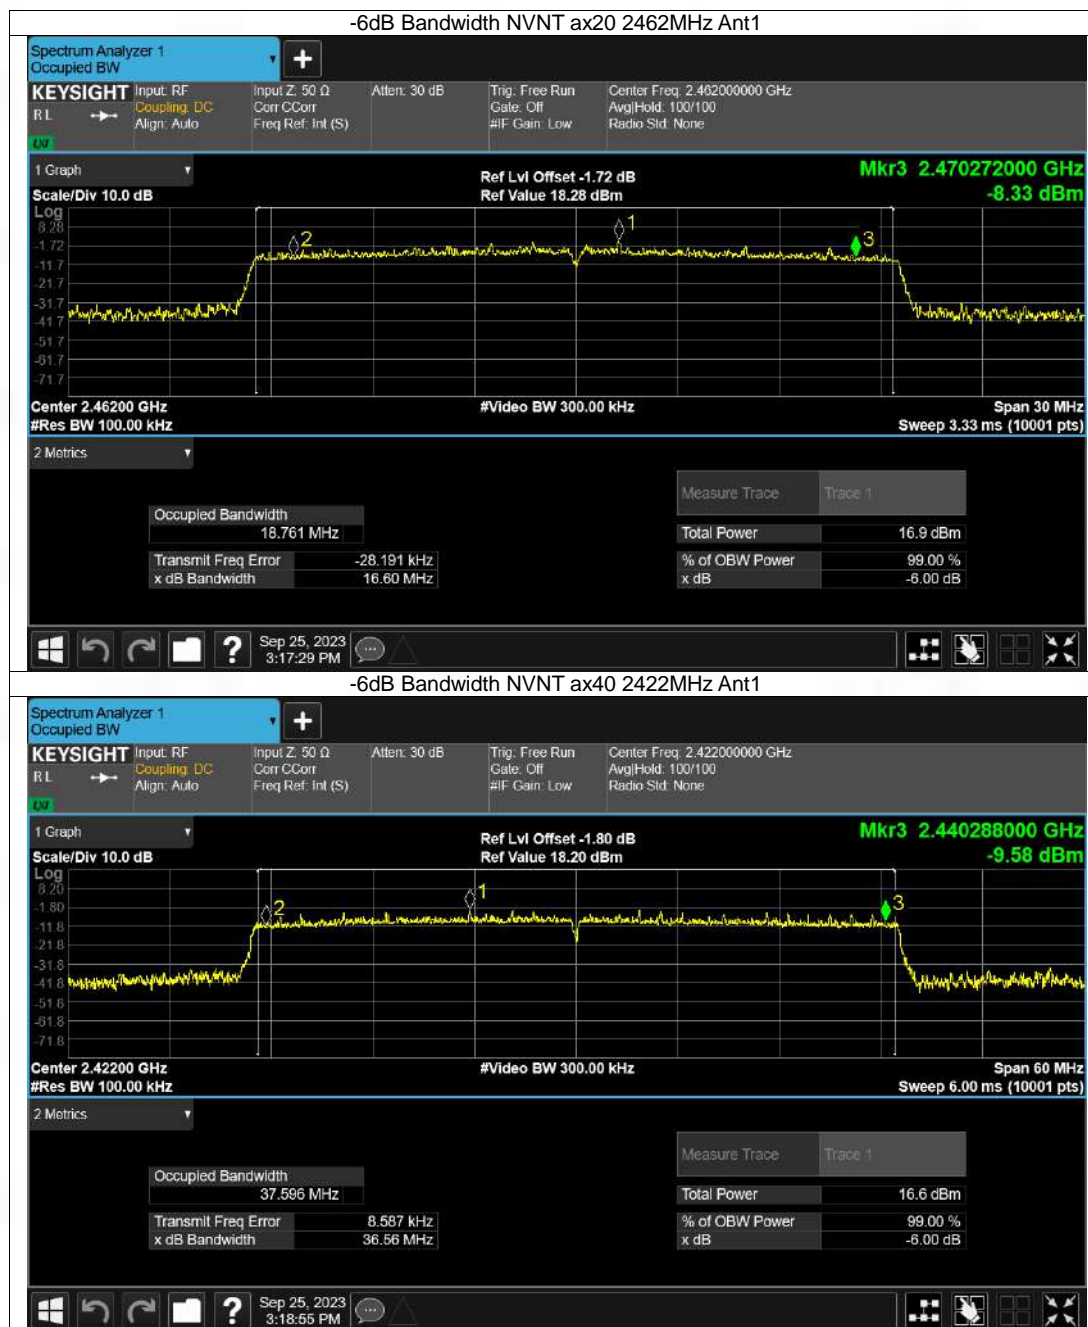 -6dB Bandwidth NVNT ax20 2462MHz Ant1
Spectrum Analyzer 1
Occupied BW
KEYSIGHT Input: RF Input Z: 50 Ω Atten: 30 dB Trig: Free Run Center Freq: 2.462000000 GHz
RL Coupling: DC Corr CCorr Gate: Off Avg|Hold: 100/100
Align: Auto Freq Ref: Int (S) #IF Gain: Low Radio Std: None
LXI
1 Graph Ref Lvl Offset -1.72 dB Mkr3 2.470272000 GHz
Scale/Div 10.0 dB Ref Value 18.28 dBm -8.33 dBm
Log
8.28
-1.72
-11.7
-21.7
-31.7
-41.7
-51.7
-61.7
-71.7
2 1 3
Center 2.46200 GHz #Video BW 300.00 kHz Span 30 MHz
#Res BW 100.00 kHz Sweep 3.33 ms (10001 pts)
2 Metrics
Measure Trace Trace 1
Occupied Bandwidth
18.761 MHz Total Power 16.9 dBm
Transmit Freq Error -28.191 kHz % of OBW Power 99.00 %
x dB Bandwidth 16.60 MHz x dB -6.00 dB
Sep 25, 2023
3:17:29 PM
-6dB Bandwidth NVNT ax40 2422MHz Ant1
Spectrum Analyzer 1
Occupied BW
KEYSIGHT Input: RF Input Z: 50 Ω Atten: 30 dB Trig: Free Run Center Freq: 2.422000000 GHz
RL Coupling: DC Corr CCorr Gate: Off Avg|Hold: 100/100
Align: Auto Freq Ref: Int (S) #IF Gain: Low Radio Std: None
LXI
1 Graph Ref Lvl Offset -1.80 dB Mkr3 2.440288000 GHz
Scale/Div 10.0 dB Ref Value 18.20 dBm -9.58 dBm
Log
8.20
-1.80
-11.8
-21.8
-31.8
-41.8
-51.8
-61.8
-71.8
2 1 3
Center 2.42200 GHz #Video BW 300.00 kHz Span 60 MHz
#Res BW 100.00 kHz Sweep 6.00 ms (10001 pts)
2 Metrics
Measure Trace Trace 1
Occupied Bandwidth
37.596 MHz Total Power 16.6 dBm
Transmit Freq Error 8.587 kHz % of OBW Power 99.00 %
x dB Bandwidth 36.56 MHz x dB -6.00 dB
Sep 25, 2023
3:18:55 PM